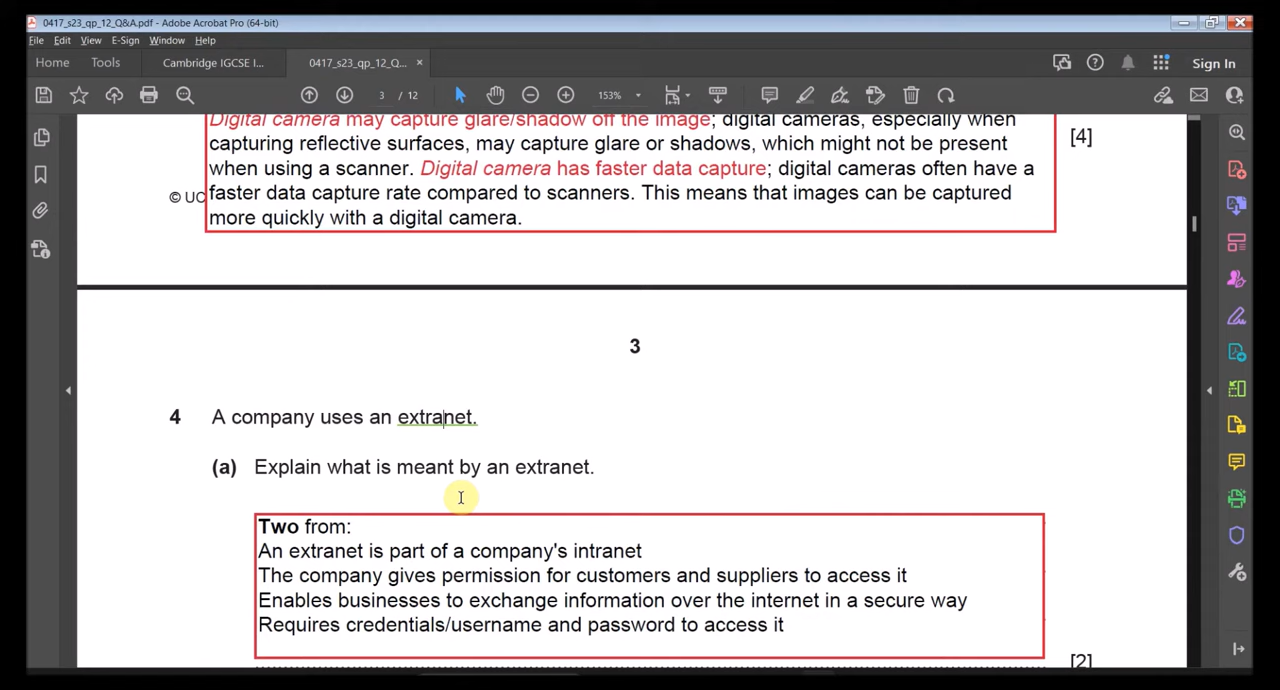 0417_s23_qp_12_Q&A.pdf - Adobe Acrobat Pro (64-bit)
File Edit View E-Sign Window Help
Home Tools Cambridge IGCSE I... 0417_s23_qp_12_Q... × Sign In
3 / 12 153%
Digital camera may capture glare/shadow off the image; digital cameras, especially when
capturing reflective surfaces, may capture glare or shadows, which might not be present
when using a scanner. Digital camera has faster data capture; digital cameras often have a
faster data capture rate compared to scanners. This means that images can be captured
more quickly with a digital camera.
[4]
© UC
3
4 A company uses an extranet.
(a) Explain what is meant by an extranet.
Two from:
An extranet is part of a company's intranet
The company gives permission for customers and suppliers to access it
Enables businesses to exchange information over the internet in a secure way
Requires credentials/username and password to access it
[2]